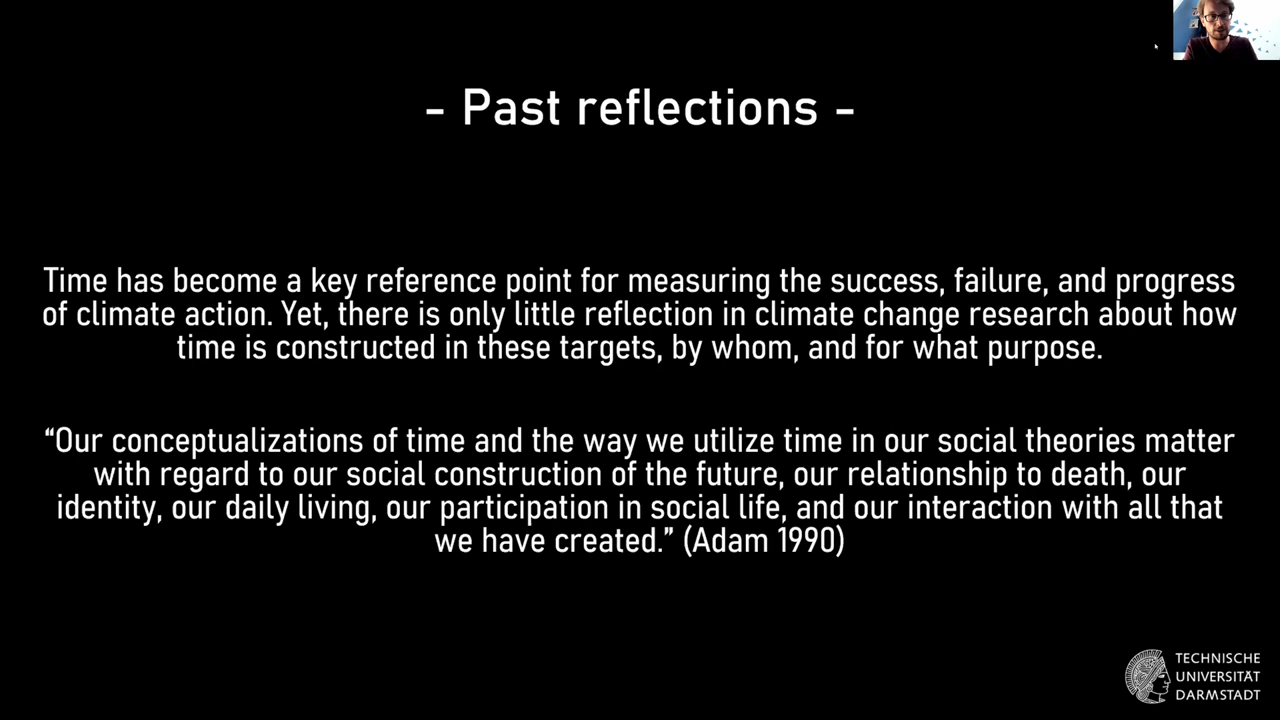 - Past reflections -
Time has become a key reference point for measuring the success, failure, and progress
of climate action. Yet, there is only little reflection in climate change research about how
time is constructed in these targets, by whom, and for what purpose.
“Our conceptualizations of time and the way we utilize time in our social theories matter
with regard to our social construction of the future, our relationship to death, our
identity, our daily living, our participation in social life, and our interaction with all that
we have created.” (Adam 1990)
TECHNISCHE
UNIVERSITÄT
DARMSTADT